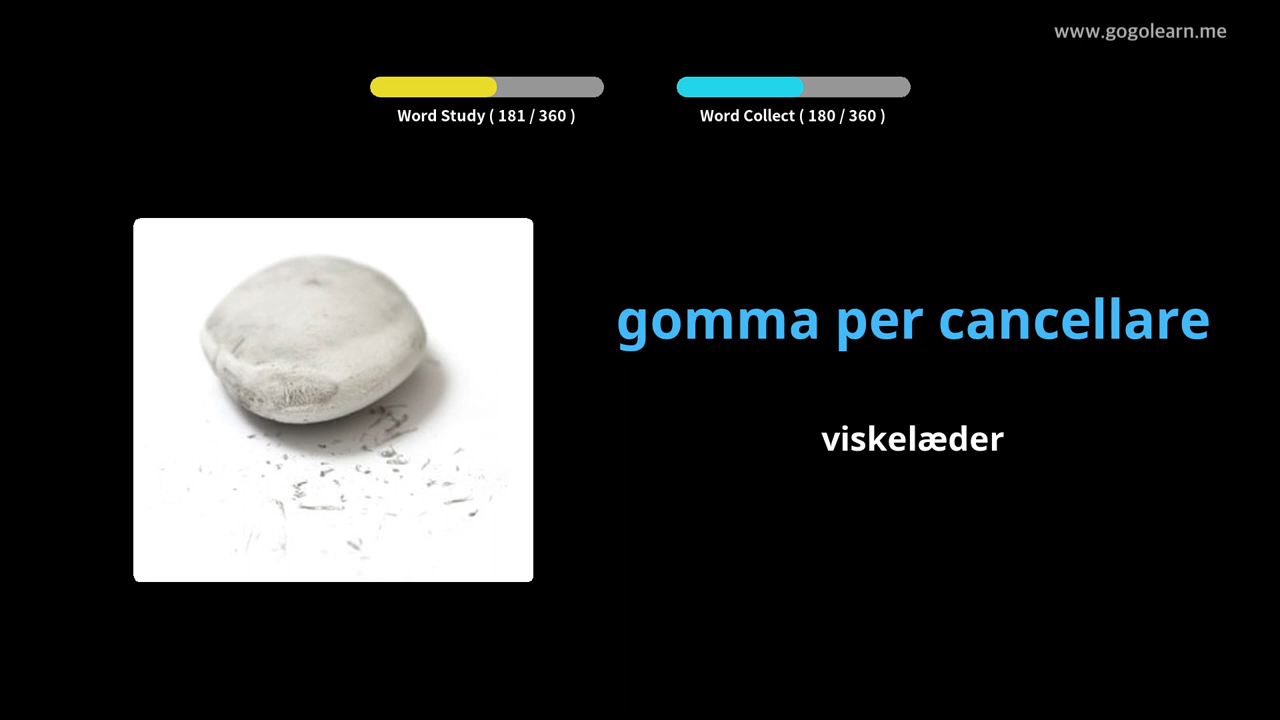 www.gogolearn.me
Word Study ( 181 / 360 )
Word Collect ( 180 / 360 )
gomma per cancellare
viskelæder